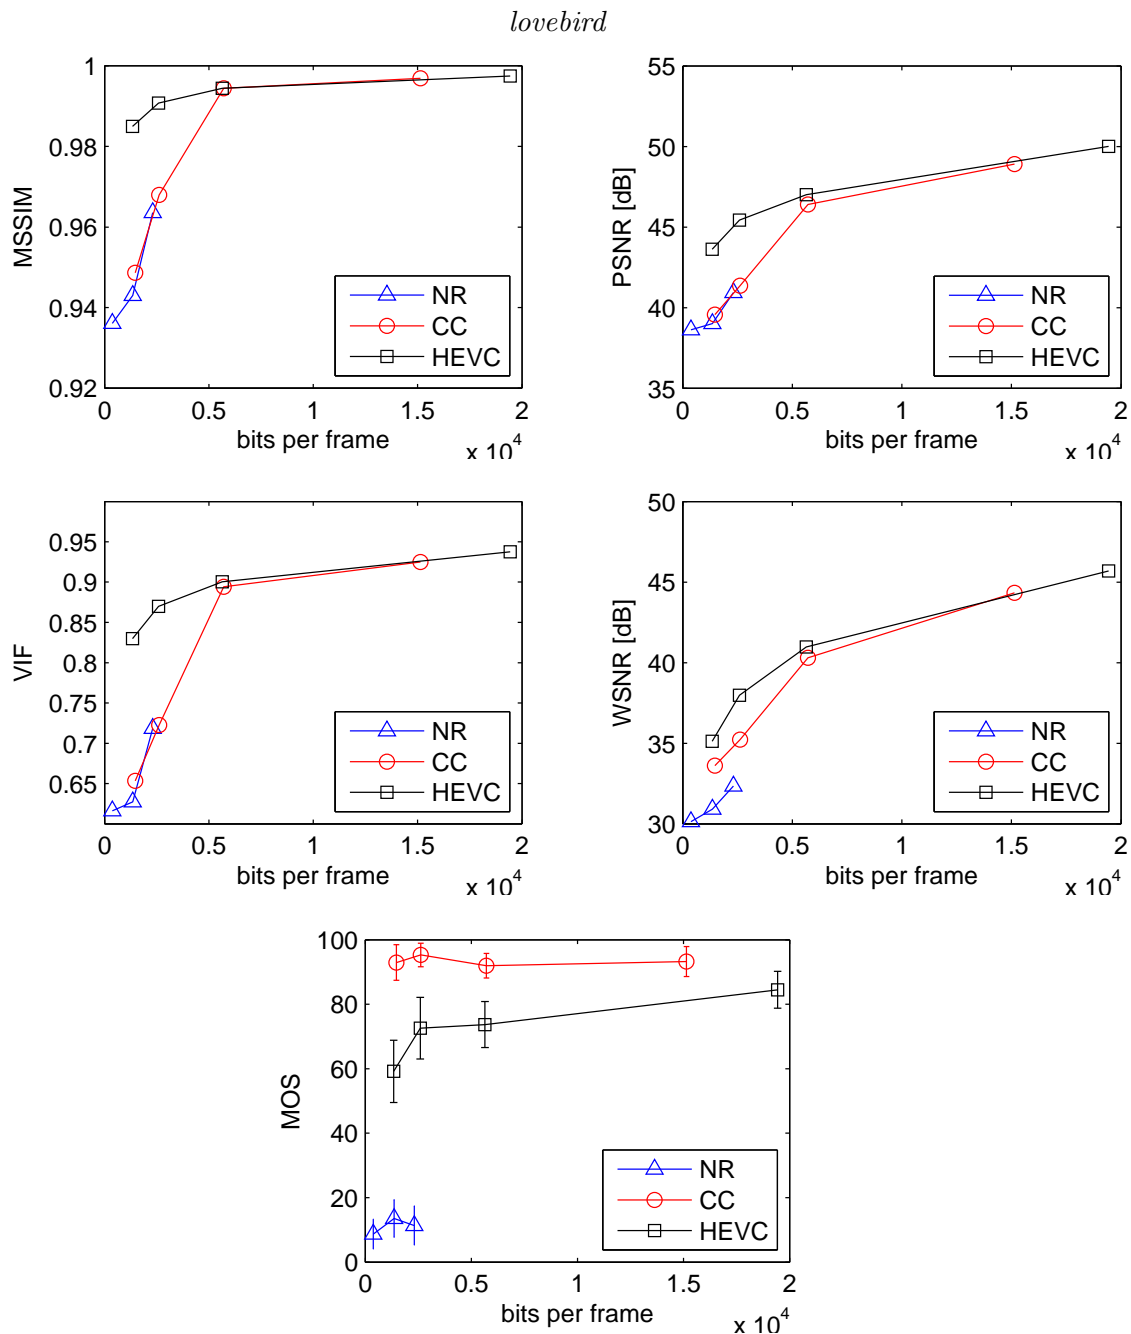 lovebird
1
0.98
0.96
0.94
0.92
MSSIM
0 0.5 1 1.5 2
bits per frame
x 10^4
NR
CC
HEVC
55
50
45
40
35
PSNR [dB]
0 0.5 1 1.5 2
bits per frame
x 10^4
NR
CC
HEVC
0.95
0.9
0.85
0.8
0.75
0.7
0.65
VIF
0 0.5 1 1.5 2
bits per frame
x 10^4
NR
CC
HEVC
50
45
40
35
30
WSNR [dB]
0 0.5 1 1.5 2
bits per frame
x 10^4
NR
CC
HEVC
100
80
60
40
20
0
MOS
0 0.5 1 1.5 2
bits per frame
x 10^4
NR
CC
HEVC